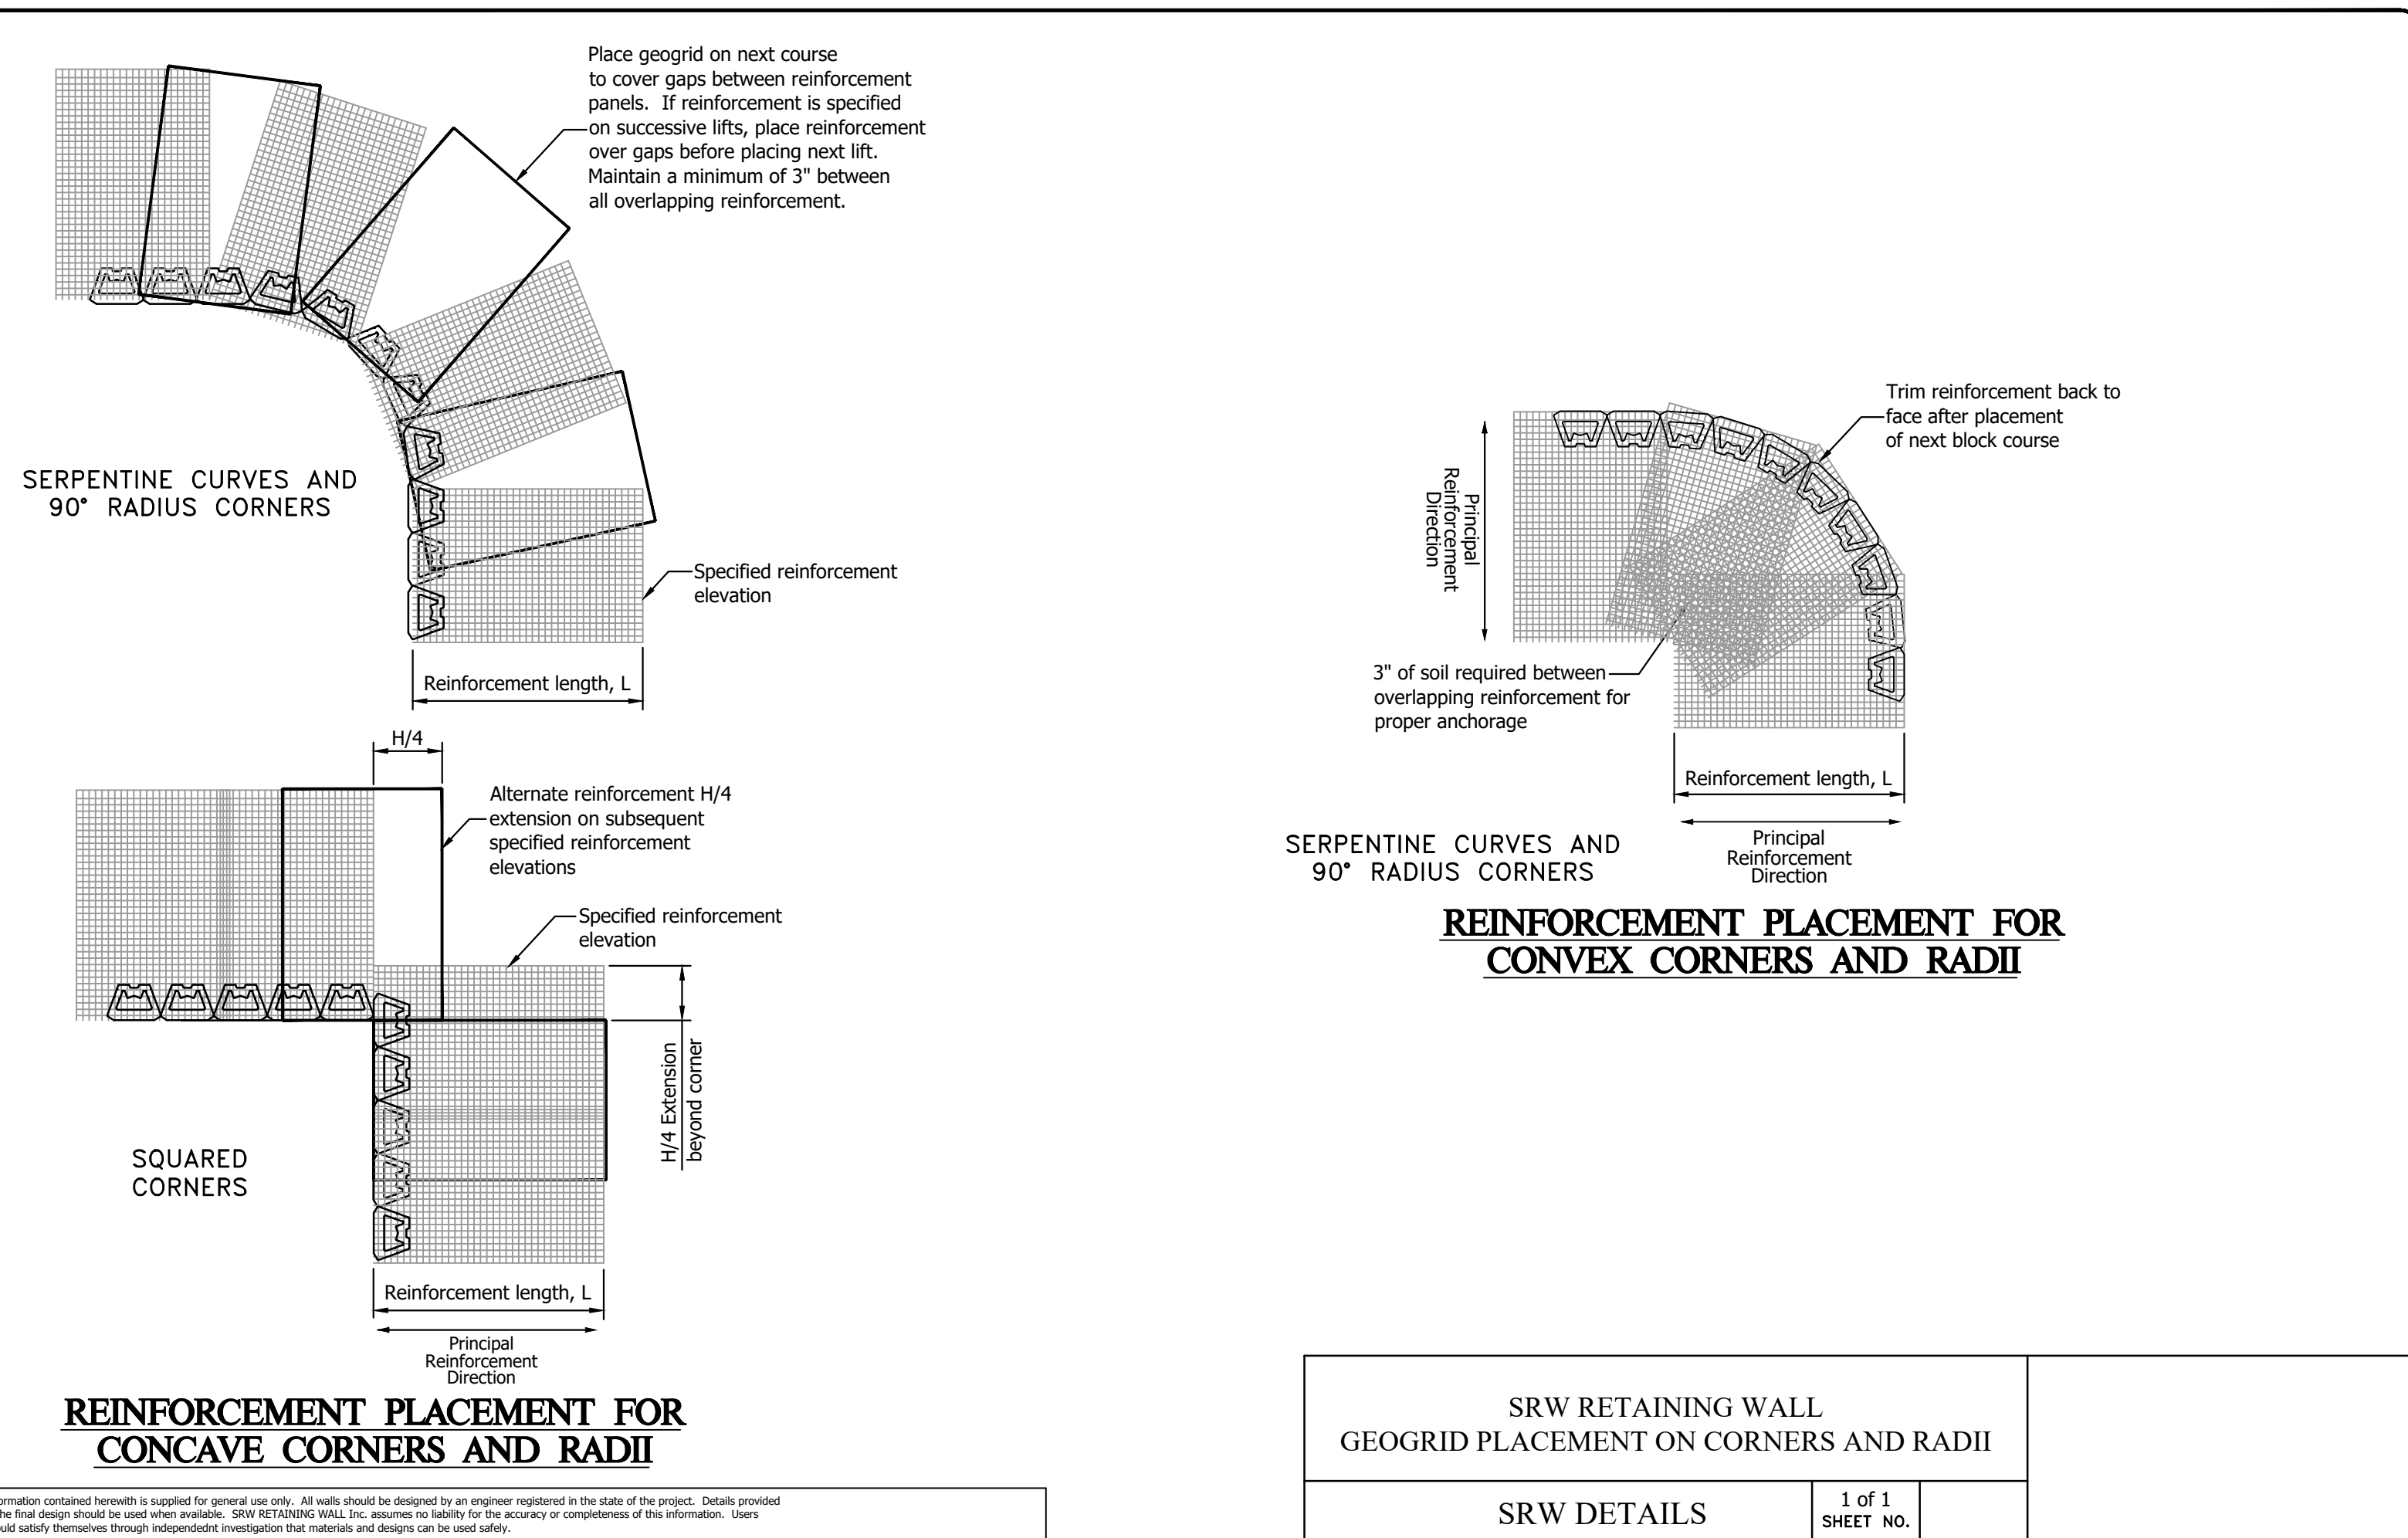 Place geogrid on next course
to cover gaps between reinforcement
panels. If reinforcement is specified
on successive lifts, place reinforcement
over gaps before placing next lift.
Maintain a minimum of 3" between
all overlapping reinforcement.
SERPENTINE CURVES AND
90° RADIUS CORNERS
Specified reinforcement
elevation
Reinforcement length, L
H/4
Alternate reinforcement H/4
extension on subsequent
specified reinforcement
elevations
Specified reinforcement
elevation
H/4 Extension
beyond corner
SQUARED
CORNERS
Reinforcement length, L
Principal
Reinforcement
Direction
REINFORCEMENT PLACEMENT FOR
CONCAVE CORNERS AND RADII
Trim reinforcement back to
face after placement
of next block course
Principal
Reinforcement
Direction
3" of soil required between
overlapping reinforcement for
proper anchorage
Reinforcement length, L
Principal
Reinforcement
Direction
SERPENTINE CURVES AND
90° RADIUS CORNERS
REINFORCEMENT PLACEMENT FOR
CONVEX CORNERS AND RADII
contained herewith is supplied for general use only. All walls should be designed by an engineer registered in the state of the project. Details provided
the final design should be used when available. SRW RETAINING WALL Inc. assumes no liability for the accuracy or completeness of this information. Users
satisfy themselves through independednt investigation that materials and designs can be used safely.
SRW RETAINING WALL
GEOGRID PLACEMENT ON CORNERS AND RADII
SRW DETAILS
1 of 1
SHEET NO.